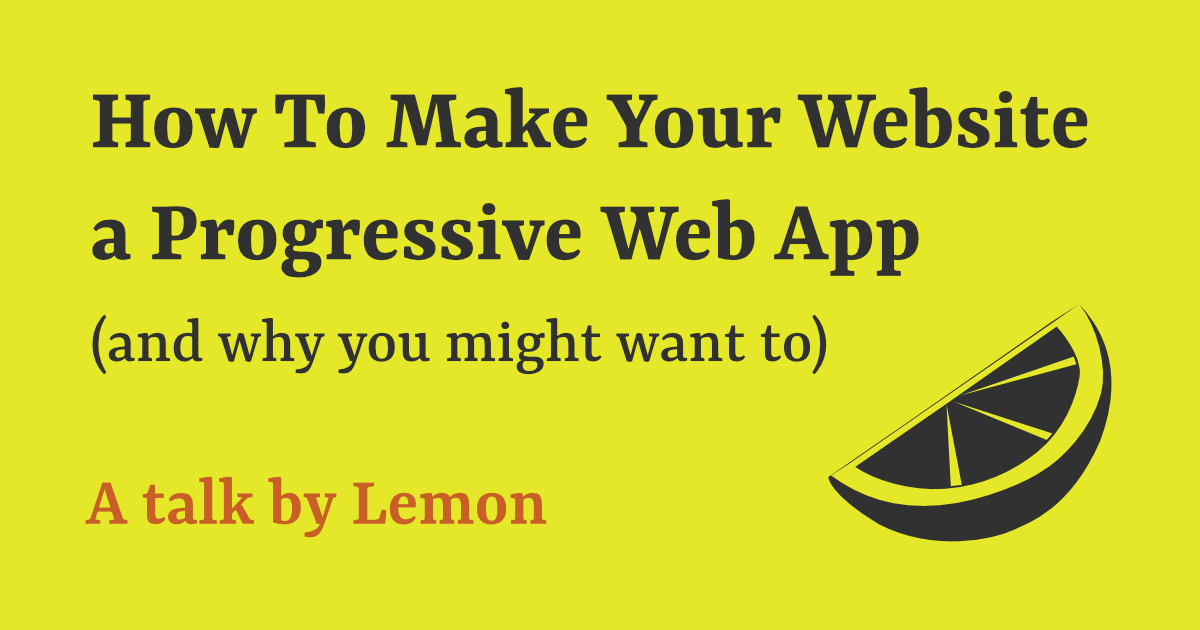 How To Make Your Website
a Progressive Web App
(and why you might want to)
A talk by Lemon